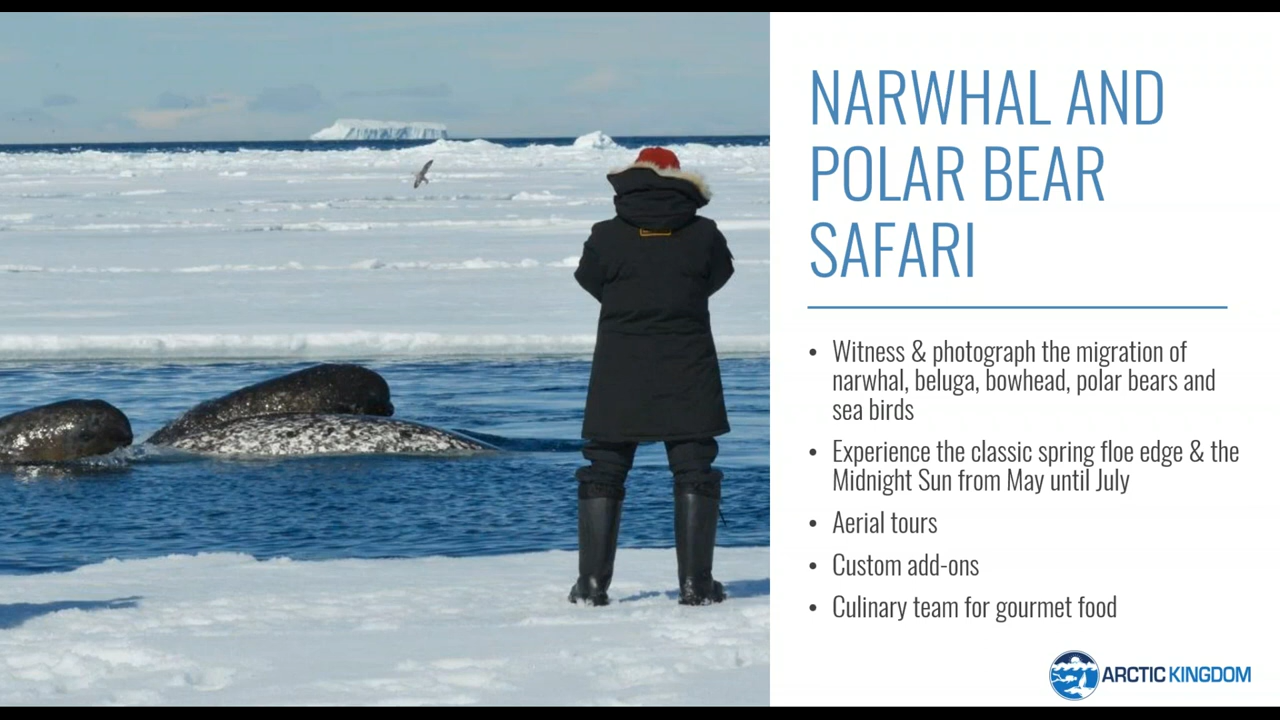 NARWHAL AND
POLAR BEAR
SAFARI
• Witness & photograph the migration of
narwhal, beluga, bowhead, polar bears and
sea birds
• Experience the classic spring floe edge & the
Midnight Sun from May until July
• Aerial tours
• Custom add-ons
• Culinary team for gourmet food
ARCTIC KINGDOM